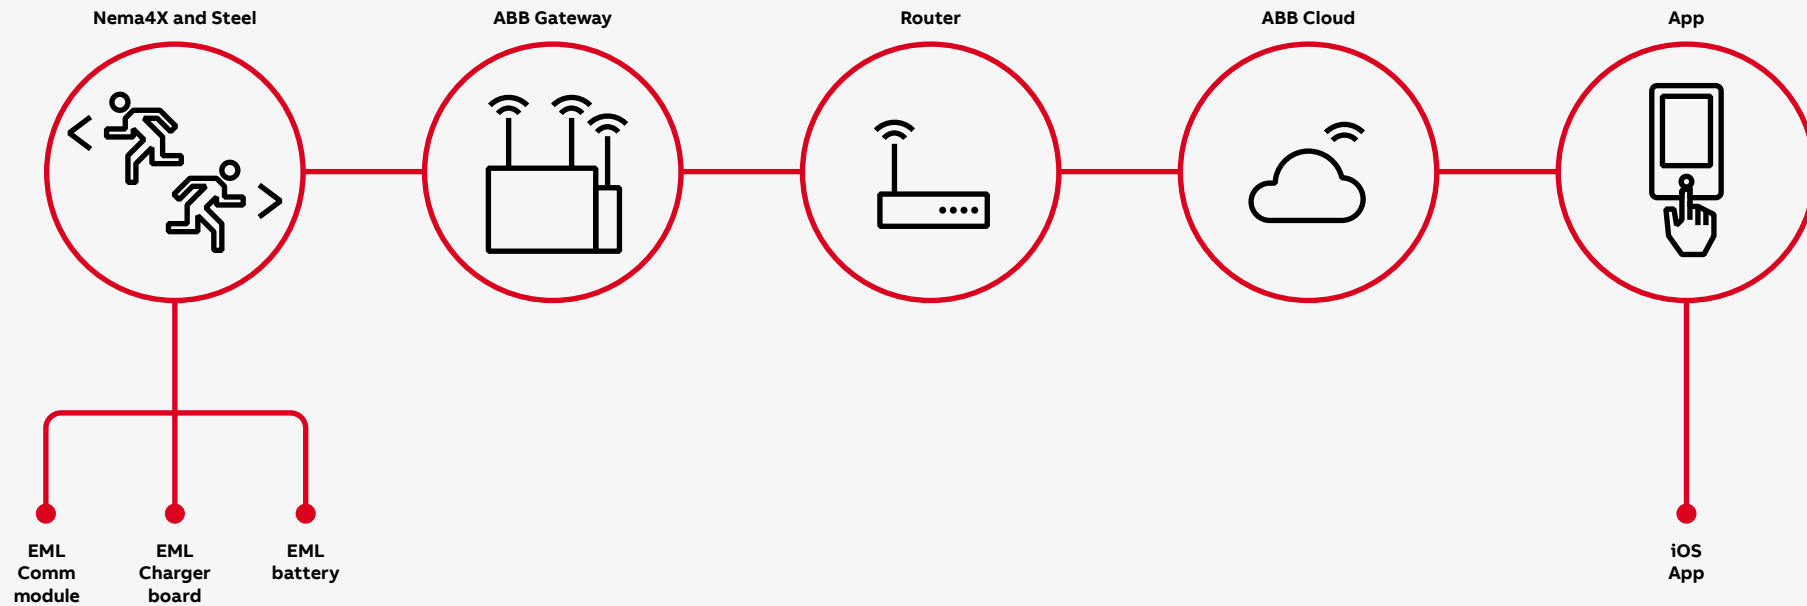 Nema4X and Steel
ABB Gateway
Router
ABB Cloud
App
EML
Comm
module
EML
Charger
board
EML
battery
iOS
App